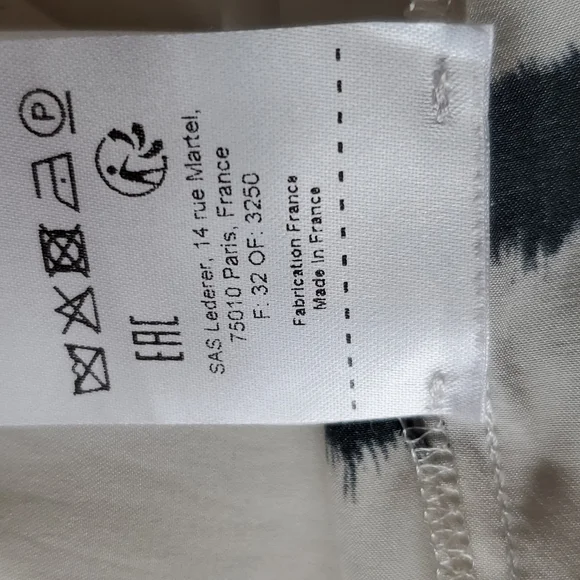 P
EAC
SAS Lederer, 14 rue Martel,
75010 Paris, France
F: 32 OF: 3250
Fabrication France
Made In France